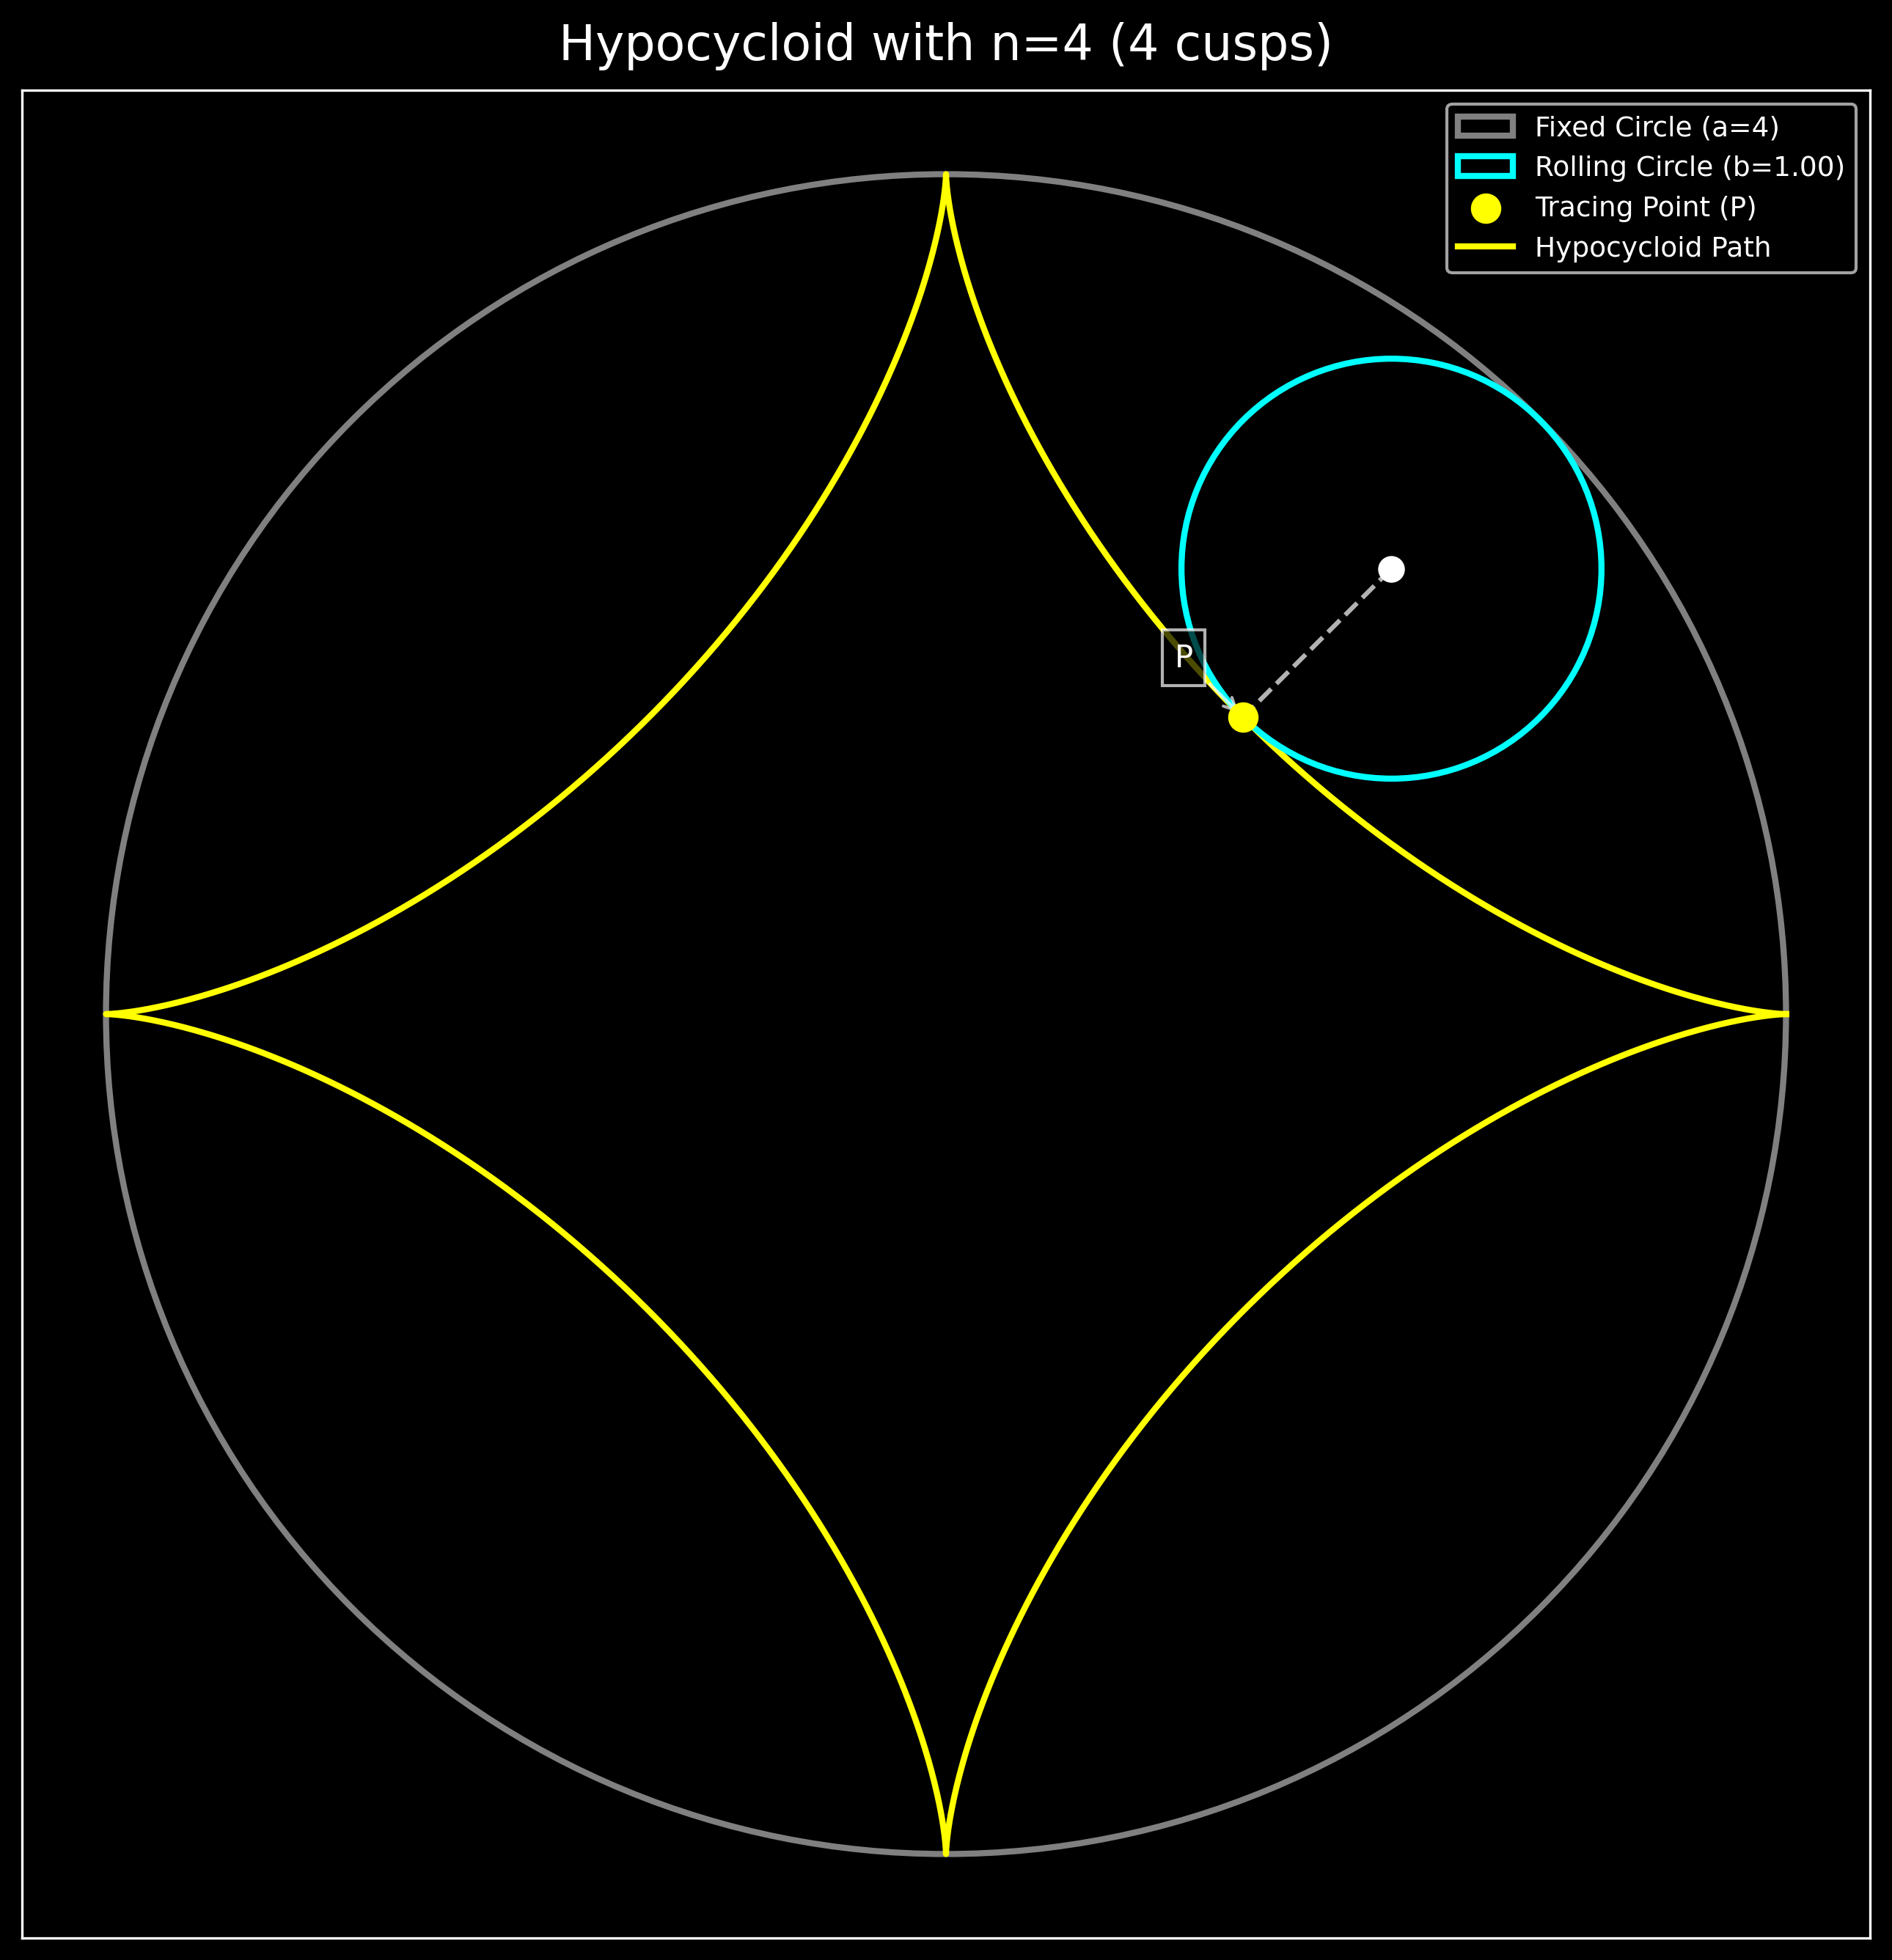 Hypocycloid with n=4 (4 cusps)
Fixed Circle (a=4)
Rolling Circle (b=1.00)
Tracing Point (P)
Hypocycloid Path
P